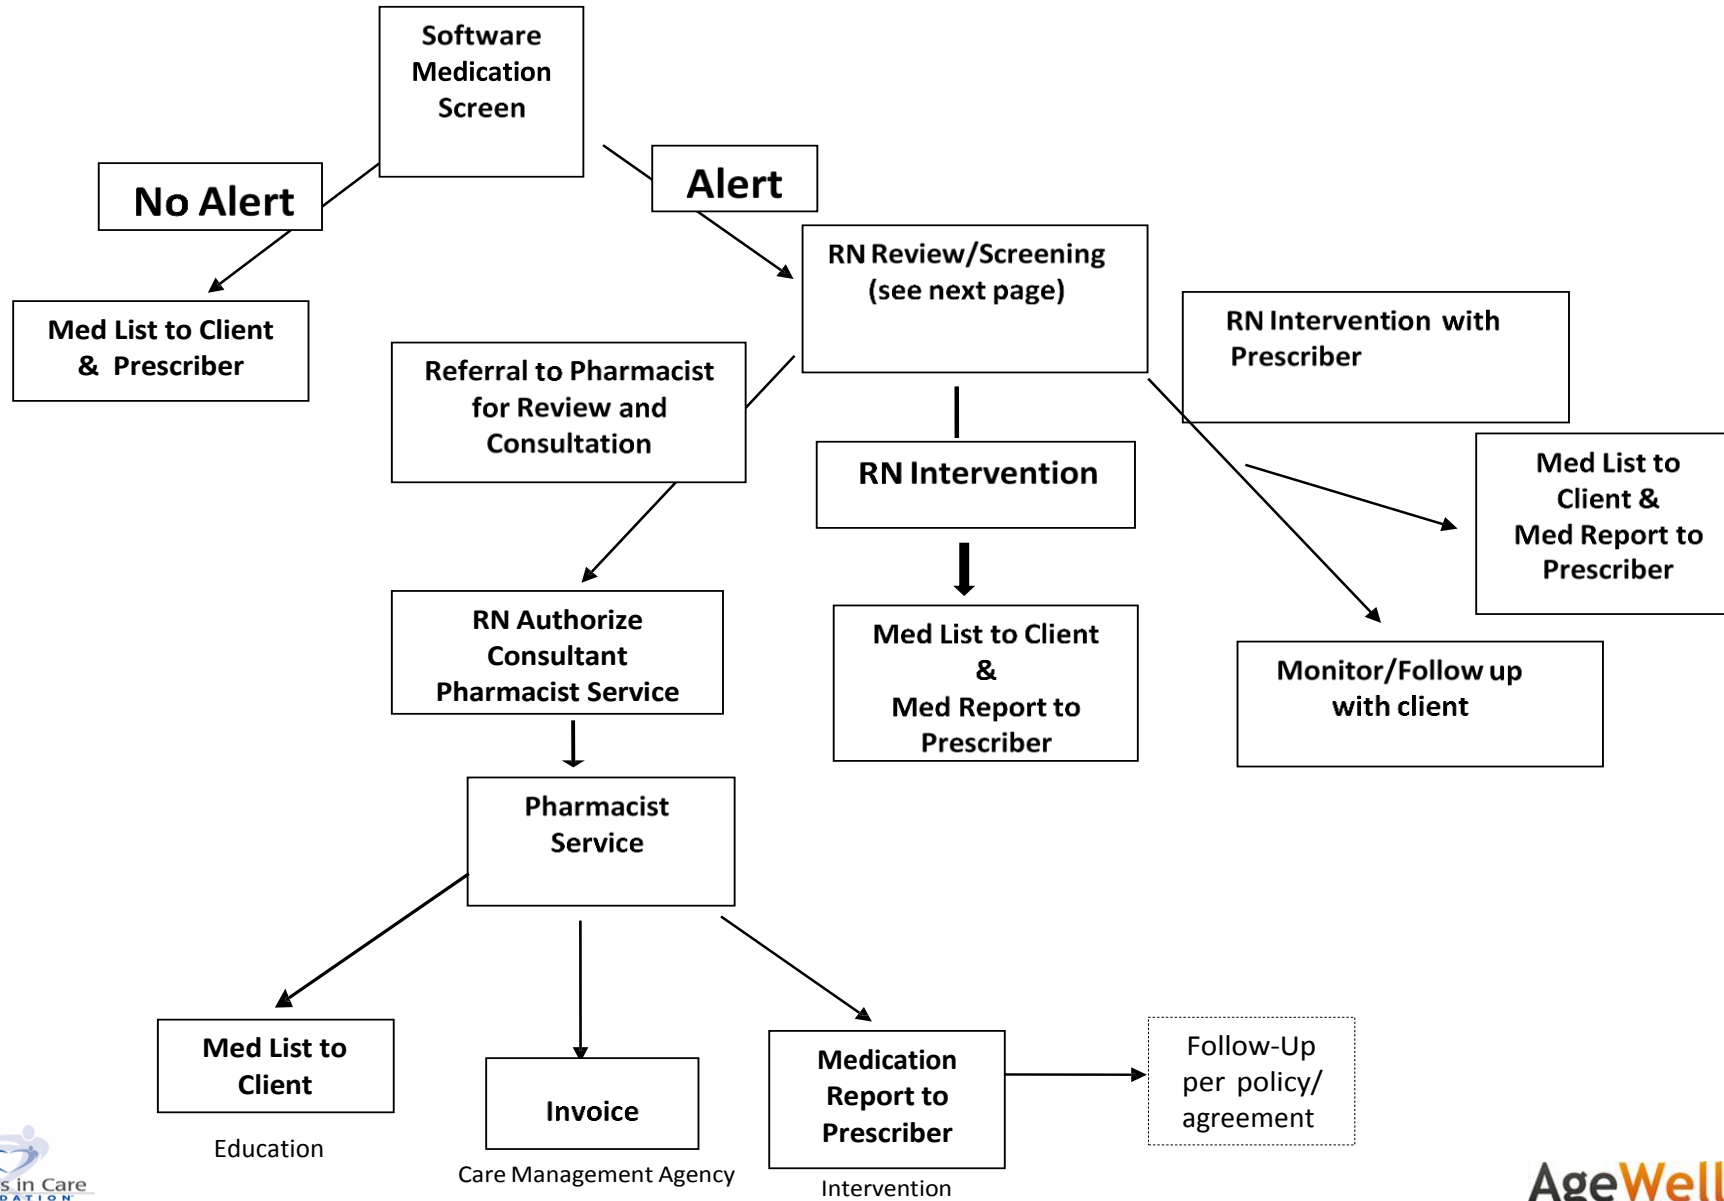 Software
Medication
Screen
No Alert
Alert
RN Review/Screening
(see next page)
Med List to Client
& Prescriber
Referral to Pharmacist
for Review and
Consultation
RN Intervention with
Prescriber
RN Intervention
Med List to
Client &
Med Report to
Prescriber
RN Authorize
Consultant
Pharmacist Service
Med List to Client
&
Med Report to
Prescriber
Monitor/Follow up
with client
Pharmacist
Service
Med List to
Client
Education
Invoice
Care Management Agency
Medication
Report to
Prescriber
Intervention
Follow-Up
per policy/
agreement
in Care
AgeWell